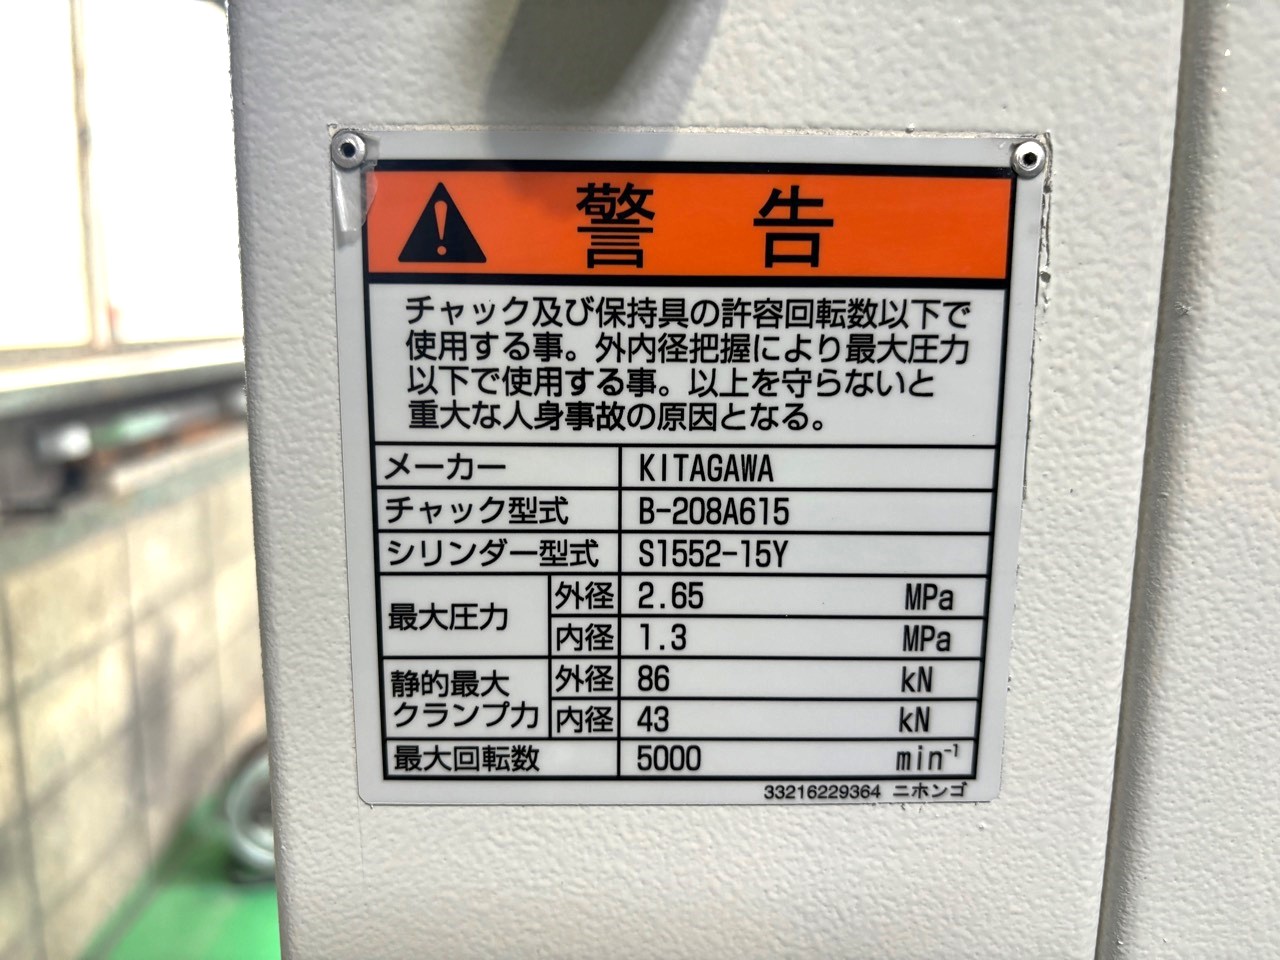 警告
チャック及び保持具の許容回転数以下で
使用する事。外内径把握により最大圧力
以下で使用する事。以上を守らないと
重大な人身事故の原因となる。
メーカー KITAGAWA
チャック型式 B-208A615
シリンダー型式 S1552-15Y
最大圧力 外径 2.65 MPa
内径 1.3 MPa
静的最大クランプ力 外径 86 kN
内径 43 kN
最大回転数 5000 min⁻¹
33216229364 ニホンゴ